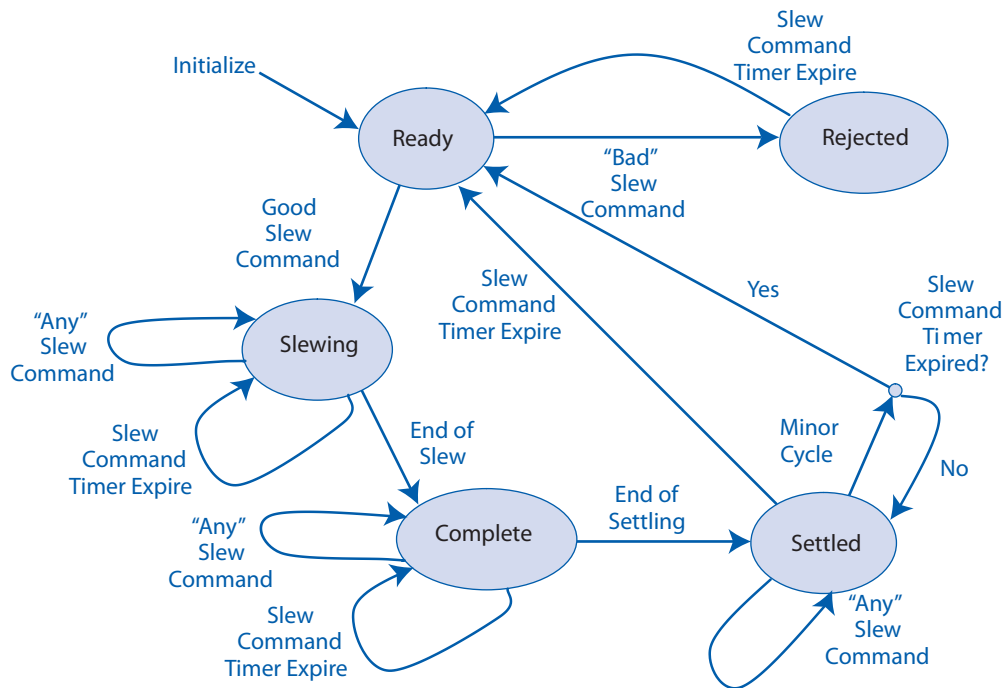 Slew
Command
Timer Expire
Initialize
Ready
Rejected
“Bad”
Slew
Command
Good
Slew
Command
Slew
Command
Timer Expire
Yes
Slew
Command
Timer
Expired?
“Any”
Slew
Command
Slewing
Slew
Command
Timer Expire
End of
Slew
Minor
Cycle
No
“Any”
Slew
Command
Complete
End of
Settling
Settled
Slew
Command
Timer Expire
“Any”
Slew
Command